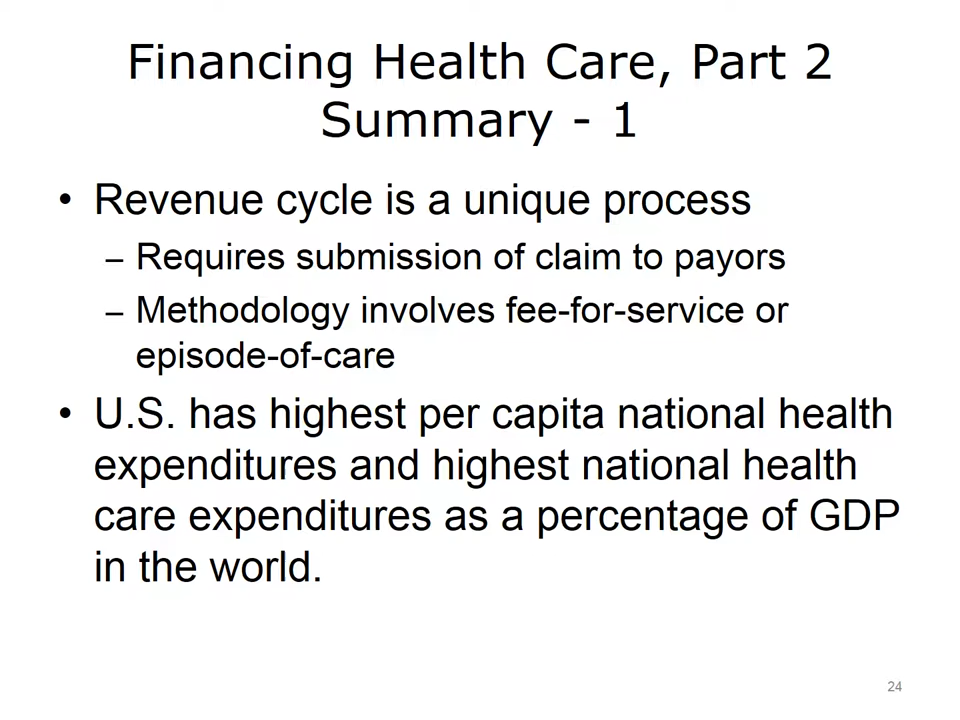 Financing Health Care, Part 2
Summary - 1
• Revenue cycle is a unique process
– Requires submission of claim to payors
– Methodology involves fee-for-service or
episode-of-care
• U.S. has highest per capita national health
expenditures and highest national health
care expenditures as a percentage of GDP
in the world.
24